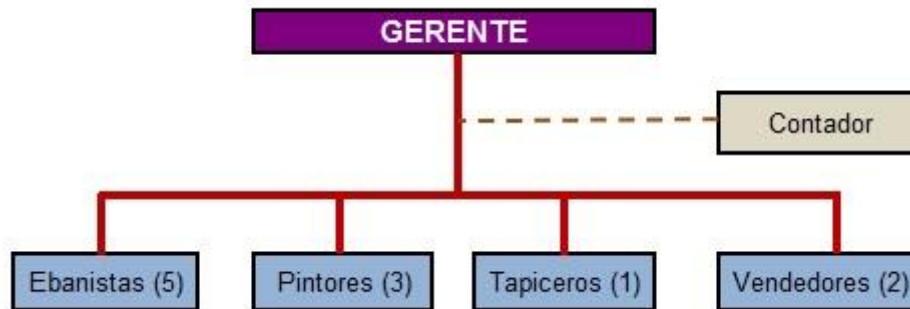 GERENTE
Contador
Ebanistas (5)
Pintores (3)
Tapiceros (1)
Vendedores (2)